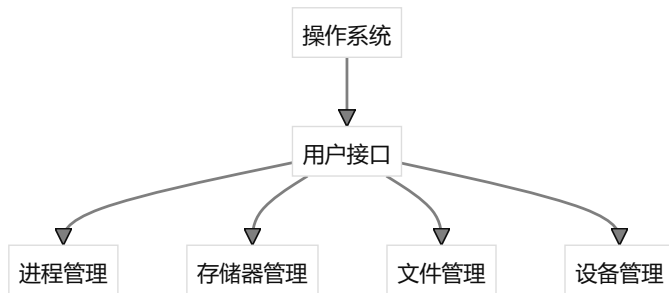 操作系统
用户接口
进程管理
存储器管理
文件管理
设备管理